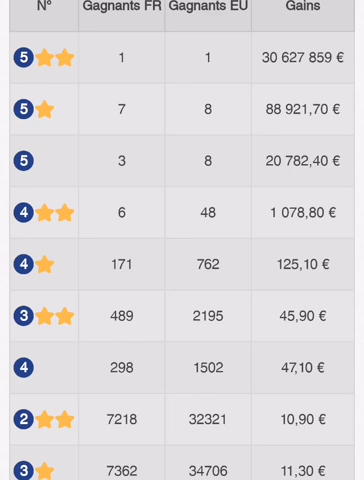 N° Gagnants FR Gagnants EU Gains
5 1 1 30 627 859 €
5 7 8 88 921,70 €
5 3 8 20 782,40 €
4 6 48 1 078,80 €
4 171 762 125,10 €
3 489 2195 45,90 €
4 298 1502 47,10 €
2 7218 32321 10,90 €
3 7362 34706 11,30 €